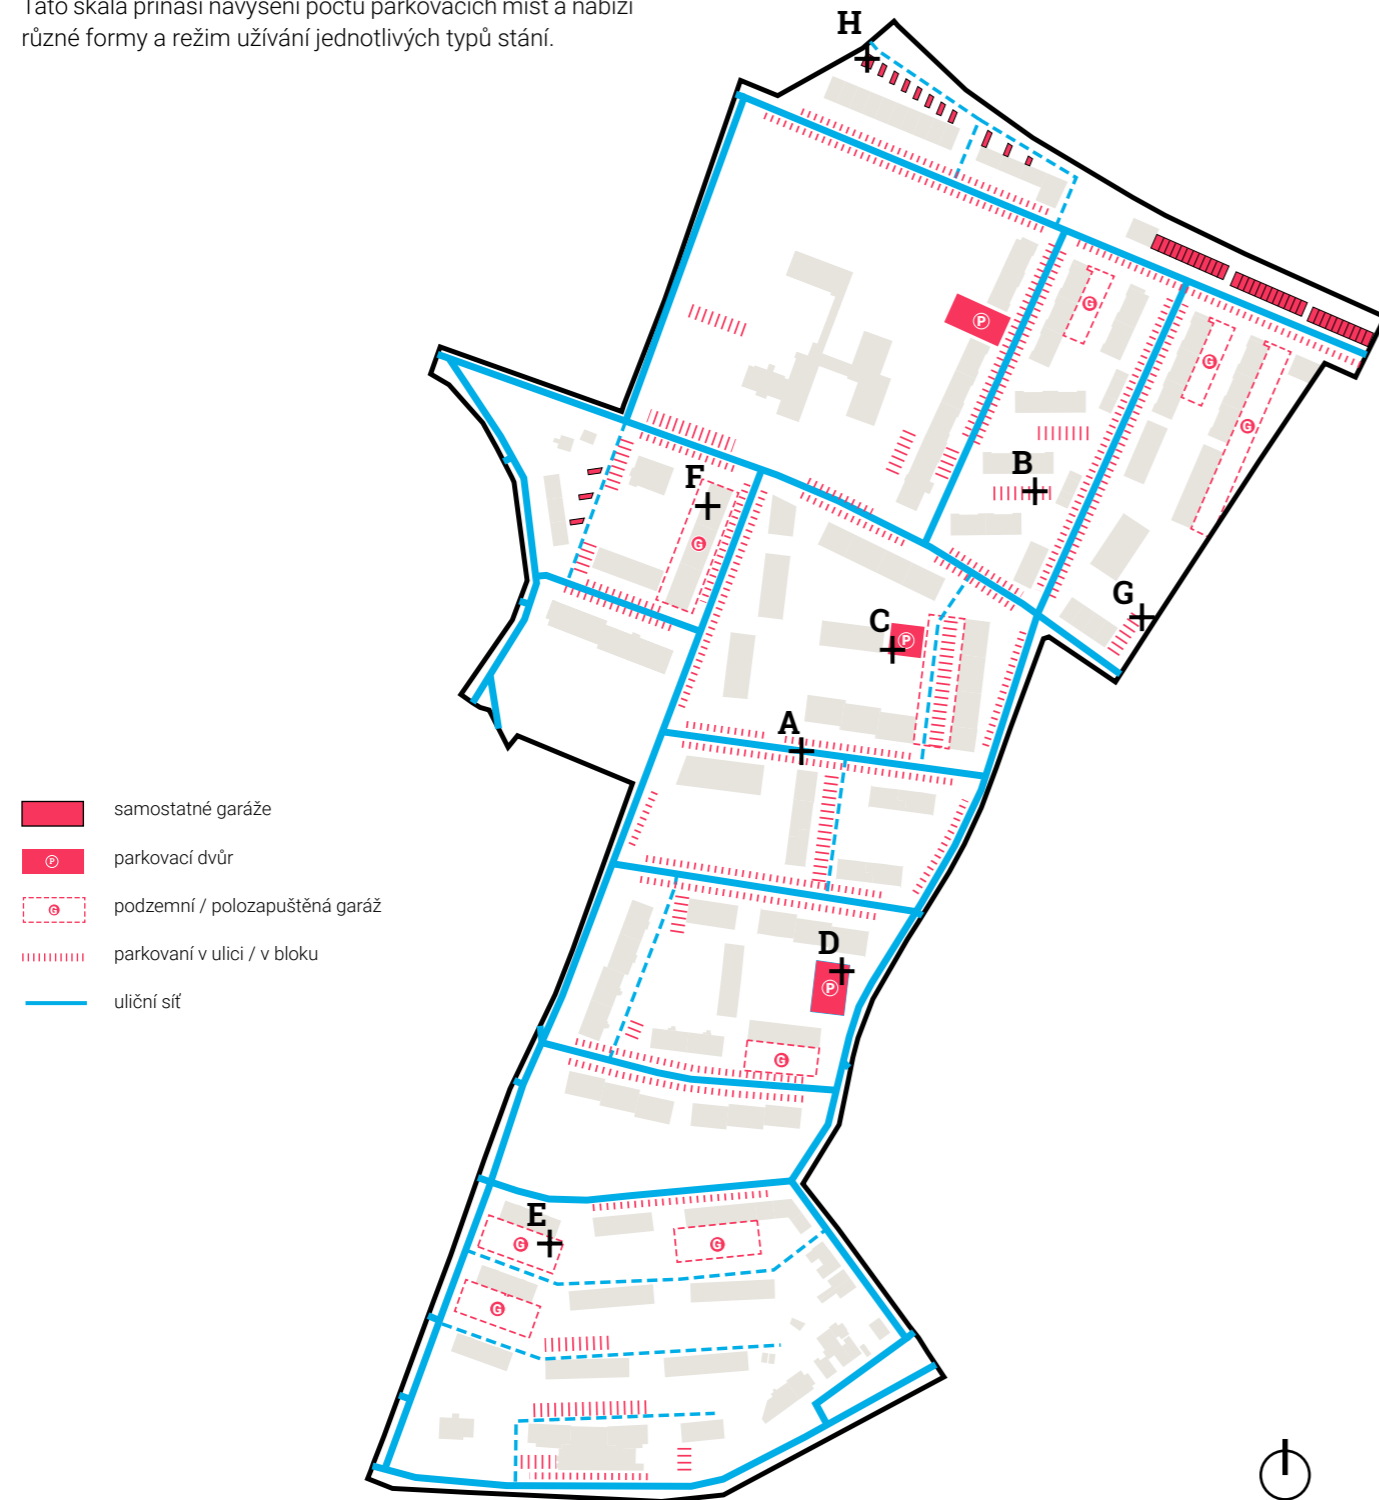 Tato škála přináší navýšení počtu parkovacích míst a nabízí
různé formy a režim užívání jednotlivých typů stání.
H
P
G
G
G
B
F
G
G
C
P
A
samostatné garáže
P parkovací dvůr
G podzemní / polozapuštěná garáž
parkovaní v ulici / v bloku
D
P
uliční síť
G
E
G
G
G